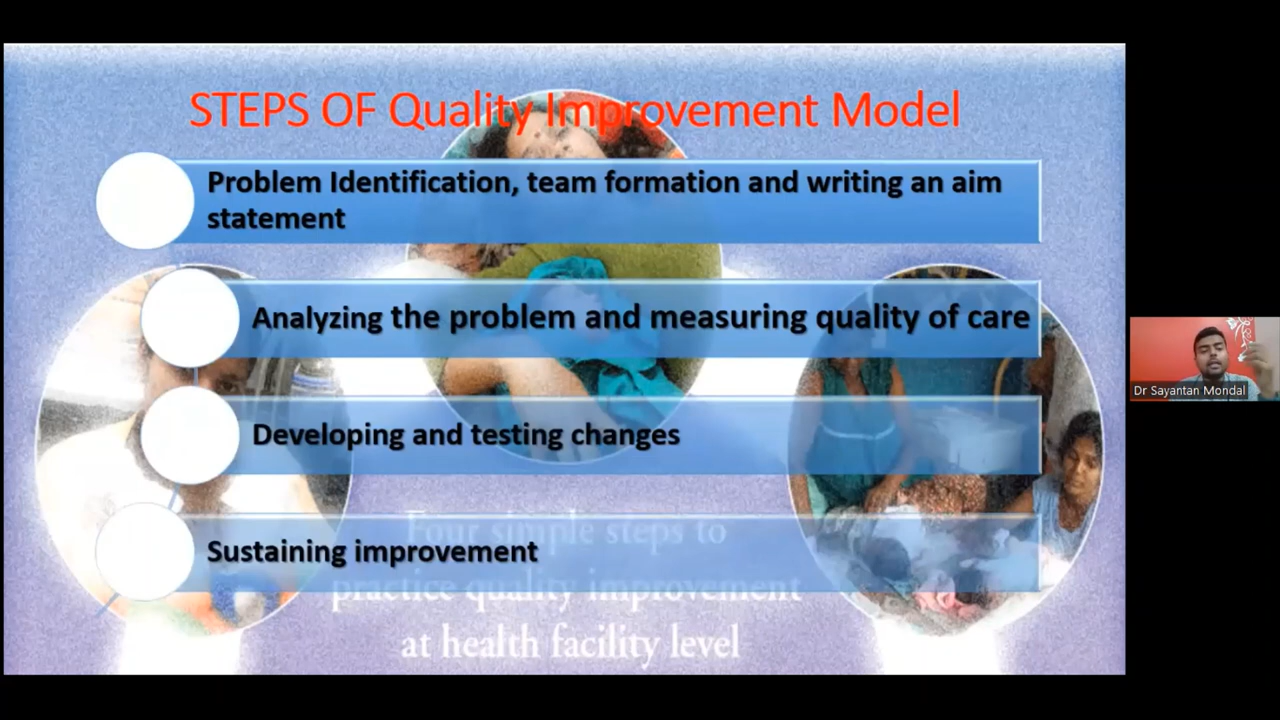 STEPS OF Quality Improvement Model
Problem Identification, team formation and writing an aim
statement
Analyzing the problem and measuring quality of care
Developing and testing changes
Sustaining improvement
Four simple steps to
practice quality improvement
at health facility level
Dr Sayantan Mondal